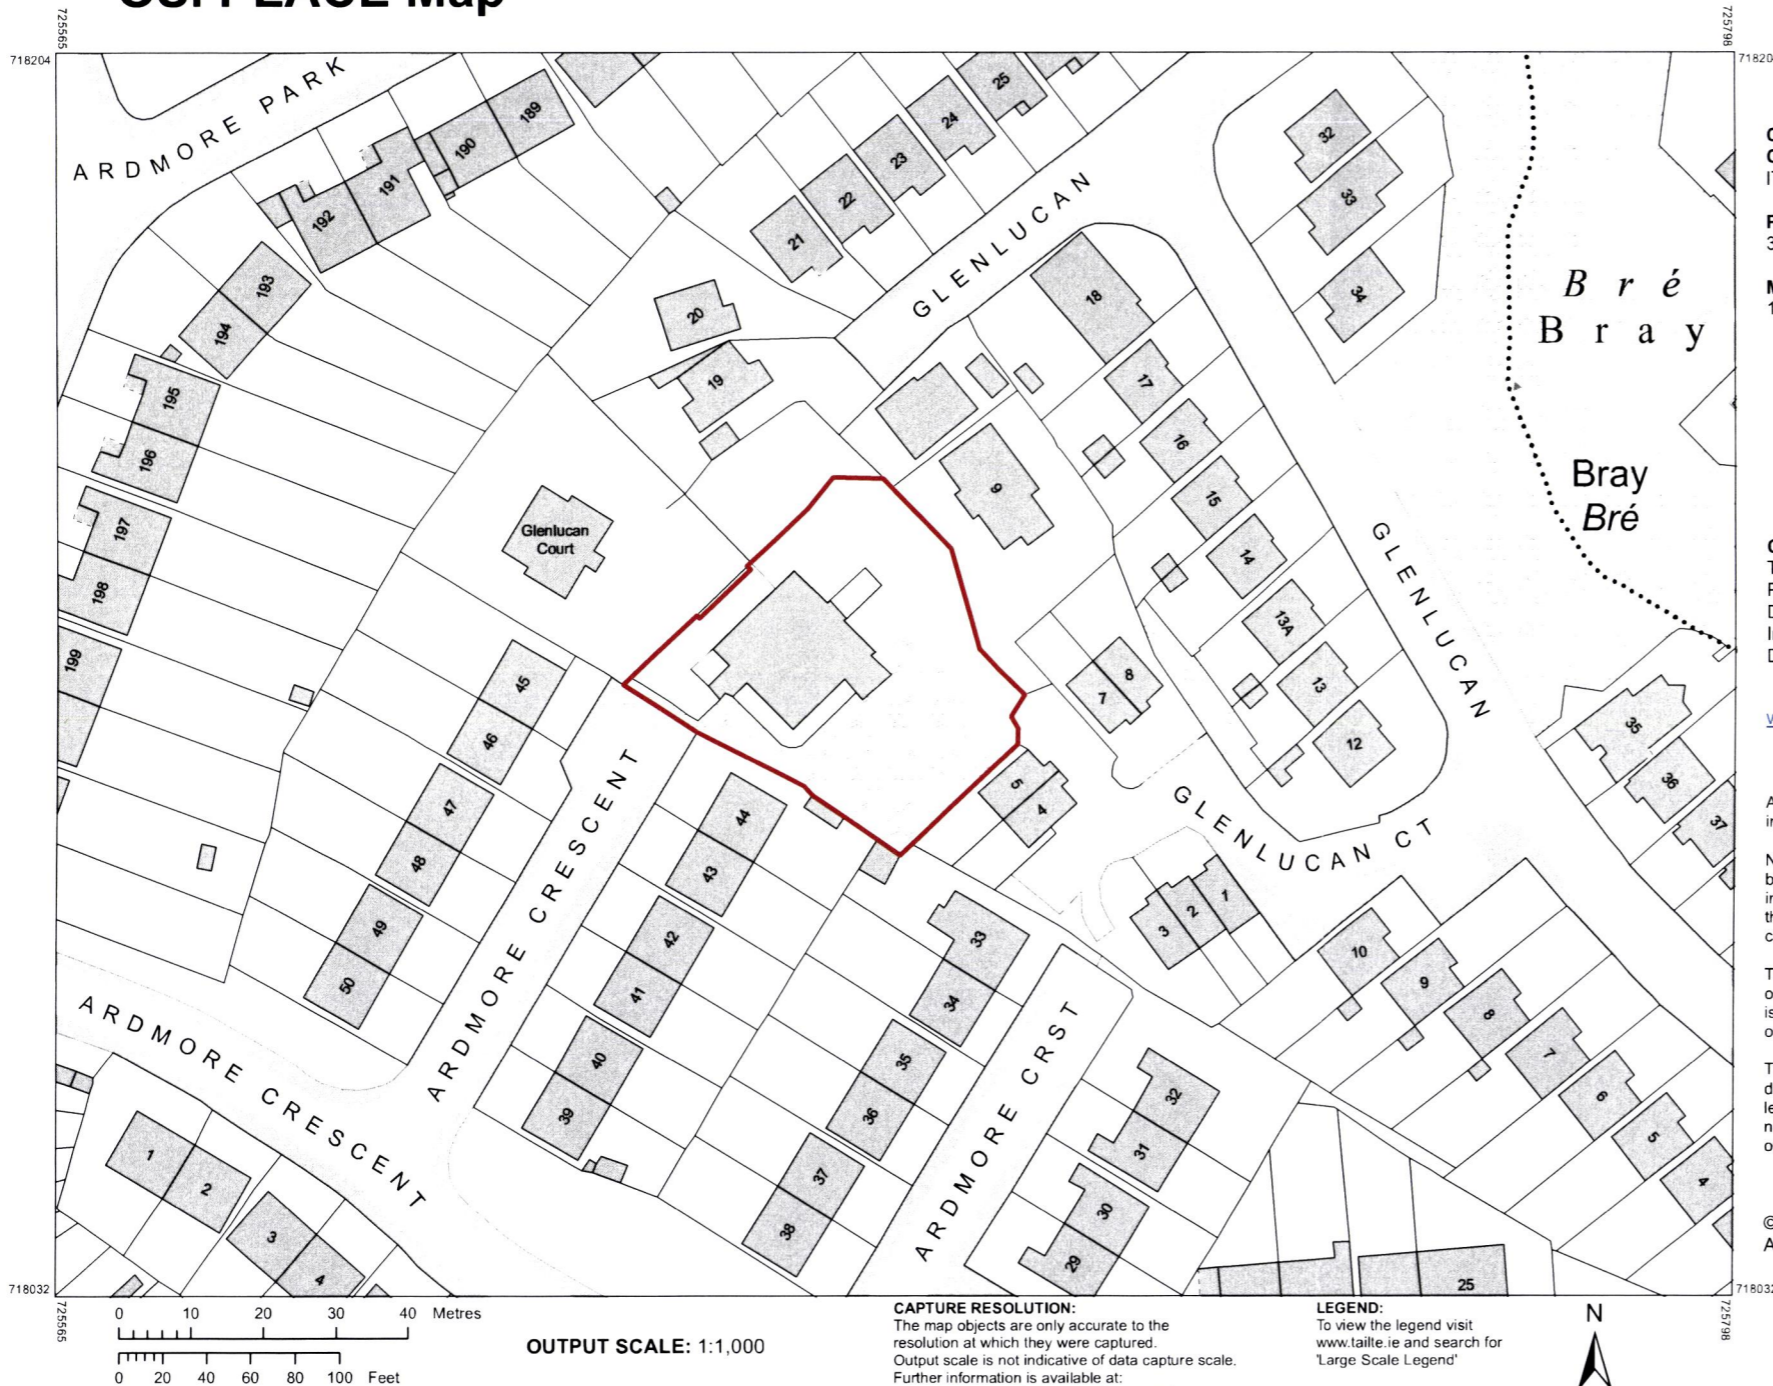 OSi PLACE Map
725565
725798
718204
71820
ARDMORE PARK
189
190
191
192
193
194
195
196
197
198
199
25
24
23
22
21
20
19
GLENLUCAN
32
33
34
18
17
16
15
14
13A
13
12
9
8
7
5
4
Bré
Bray
Bray
Bré
GLENLUCAN
Glenlucan
Court
45
46
47
48
49
50
44
43
42
41
40
39
ARDMORE CRESCENT
GLENLUCAN CT
35
36
37
3
2
1
33
34
35
36
37
38
ARDMORE CRST
10
9
8
7
6
5
4
32
31
30
29
25
ARDMORE CRESCENT
1
2
3
4
718032
718032
725565
725798
0 10 20 30 40 Metres
0 20 40 60 80 100 Feet
OUTPUT SCALE: 1:1,000
CAPTURE RESOLUTION:
The map objects are only accurate to the
resolution at which they were captured.
Output scale is not indicative of data capture scale.
Further information is available at:
LEGEND:
To view the legend visit
www.tailte.ie and search for
'Large Scale Legend'
N